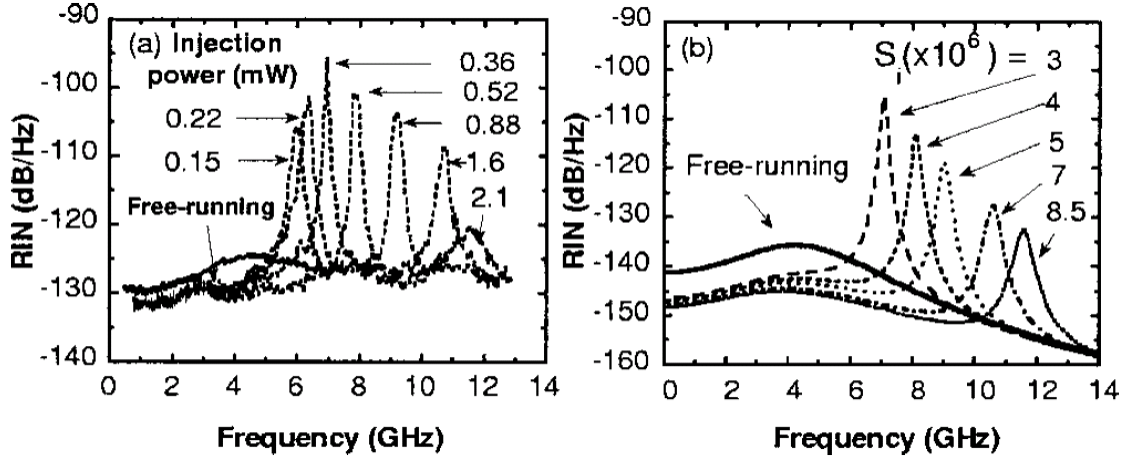 -90
-100
-110
-120
-130
-140
RIN (dB/Hz)
(a) Injection
power (mW)
0.36
0.52
0.22
0.88
0.15
1.6
Free-running
2.1
0 2 4 6 8 10 12 14
Frequency (GHz)
-90
-100
-110
-120
-130
-140
-150
-160
RIN (dB/Hz)
(b)
S (x10⁶) = 3
4
5
Free-running
7
8.5
0 2 4 6 8 10 12 14
Frequency (GHz)